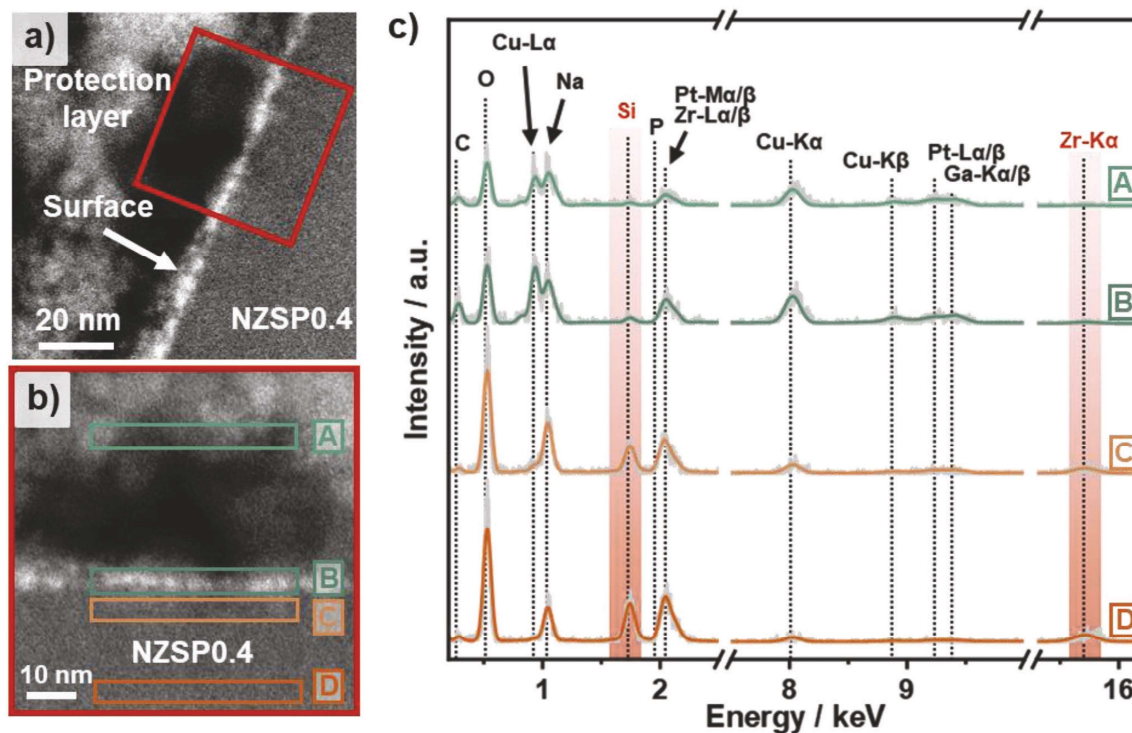 a)
Protection
layer
Surface
20 nm
NZSP0.4
b)
A
B
C
NZSP0.4
10 nm
D
c)
Intensity / a.u.
C
O
Cu-Lα
Na
Si
P
Pt-Mα/β
Zr-Lα/β
Cu-Kα
Cu-Kβ
Pt-Lα/β
Ga-Kα/β
Zr-Kα
A
B
C
D
1
2
8
9
16
Energy / keV